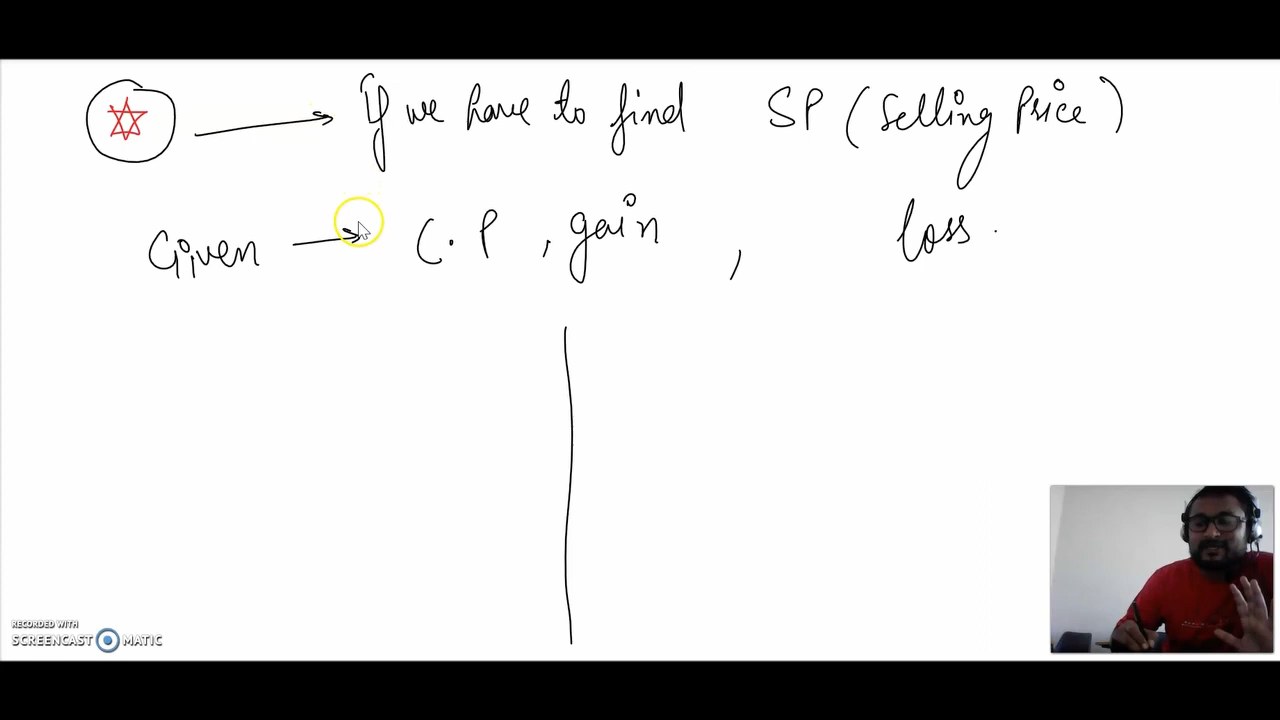 If we have to find SP (Selling Price)
Given → C.P, gain, loss.
RECORDED WITH
SCREENCAST MATIC